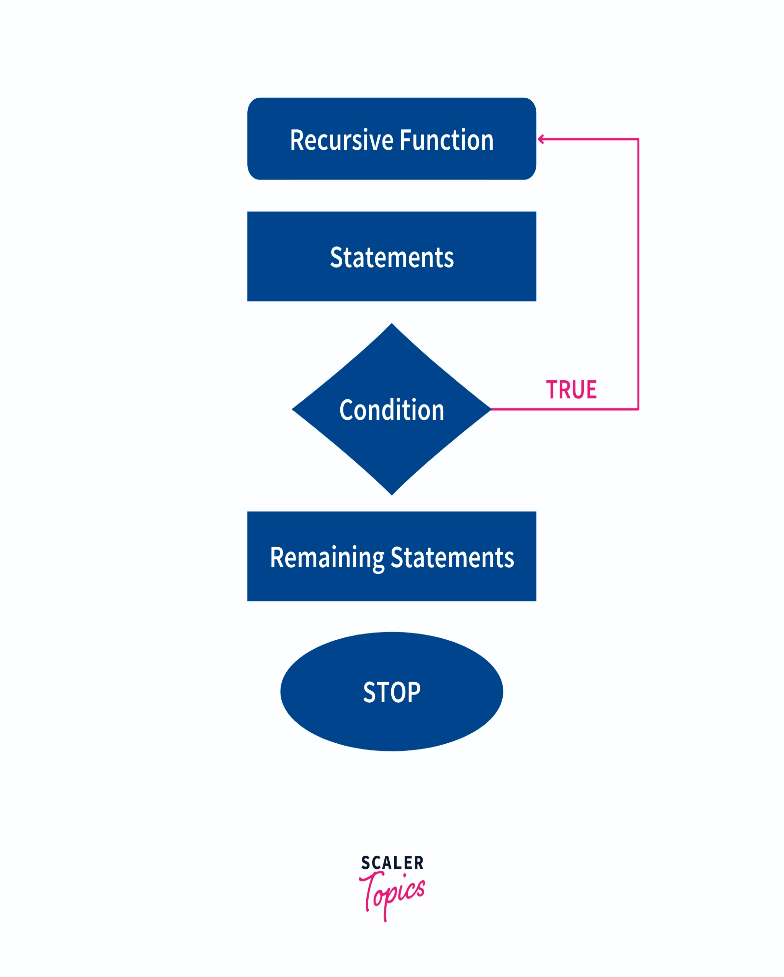 Recursive Function
Statements
Condition
TRUE
Remaining Statements
STOP
SCALER
Topics